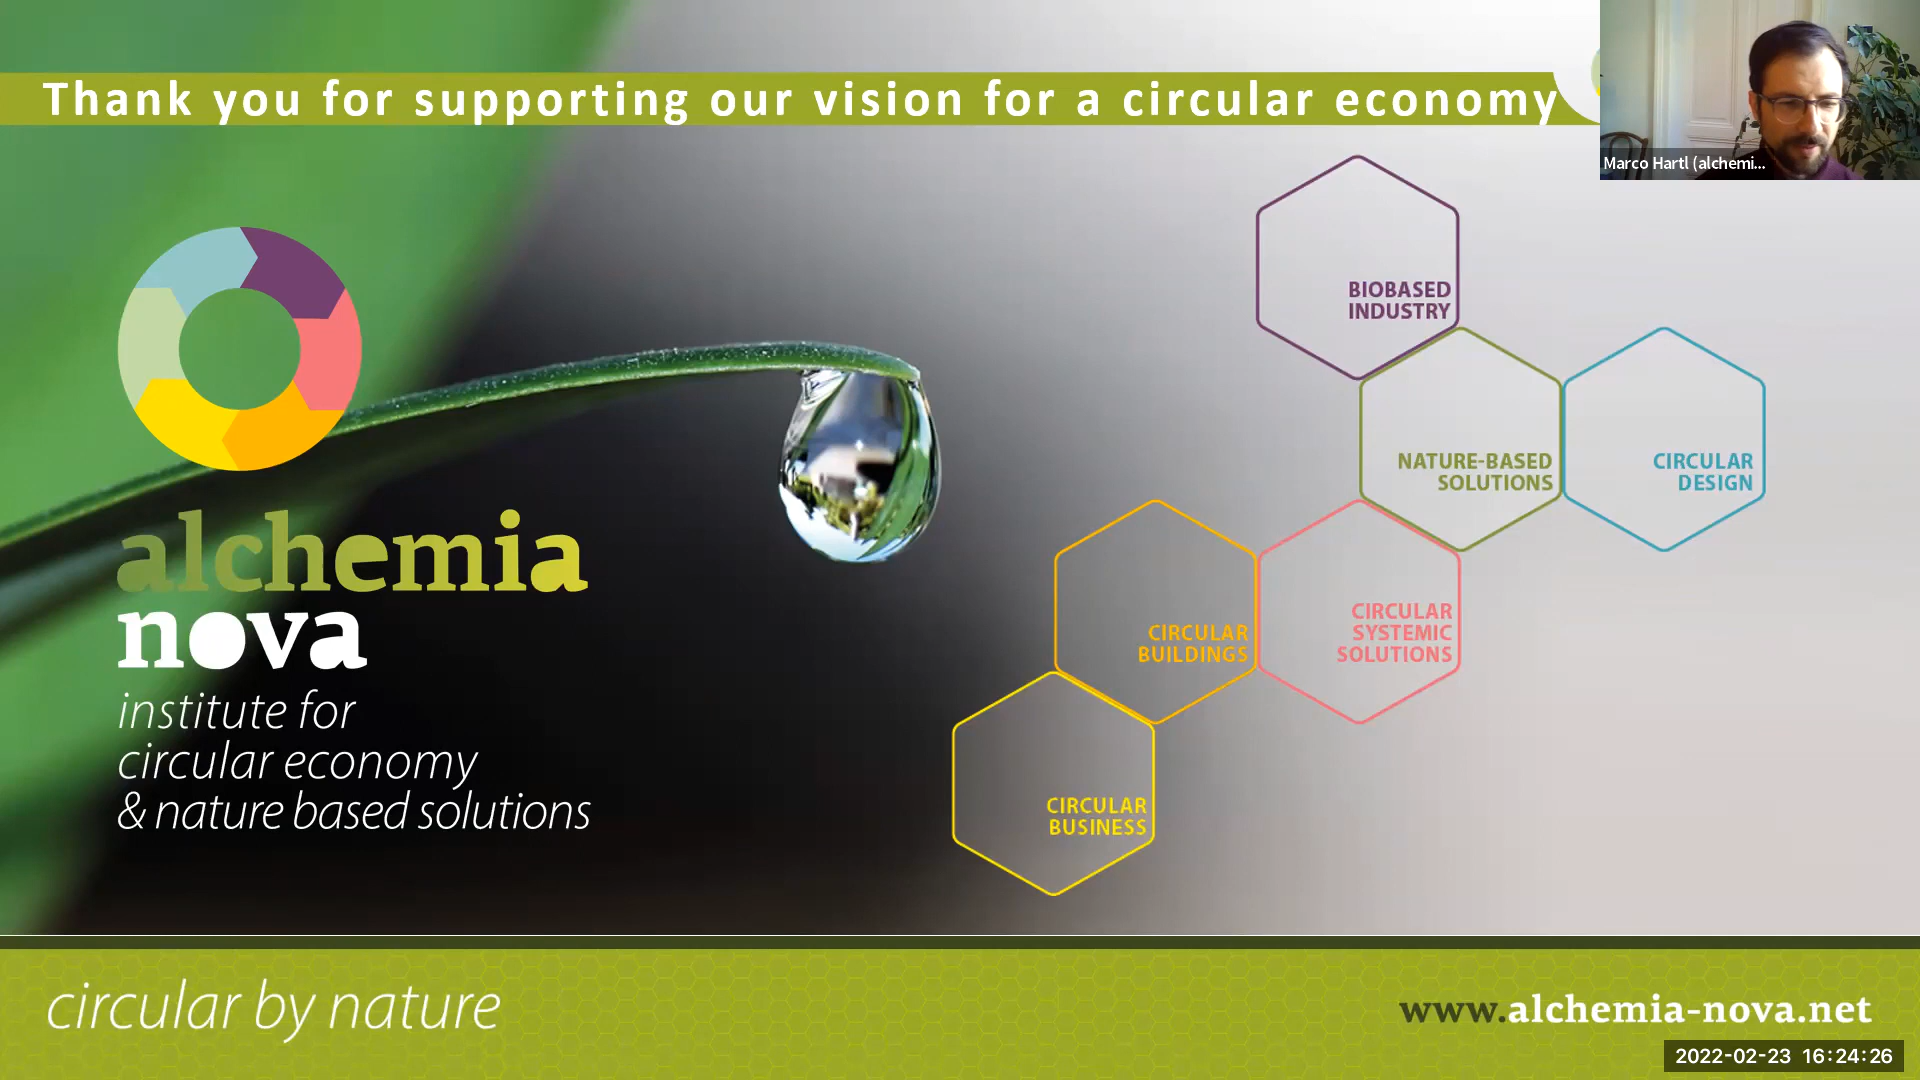 Thank you for supporting our vision for a circular economy
Marco Hartl (alchemi...
BIOBASED
INDUSTRY
NATURE-BASED
SOLUTIONS
CIRCULAR
DESIGN
CIRCULAR
BUILDINGS
CIRCULAR
SYSTEMIC
SOLUTIONS
CIRCULAR
BUSINESS
alchemia
nova
institute for
circular economy
& nature based solutions
circular by nature
www.alchemia-nova.net
2022-02-23 16:24:26